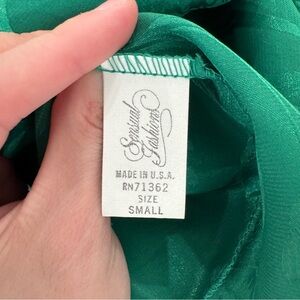 Sensual
Fashions
MADE IN U.S.A.
RN71362
SIZE
SMALL